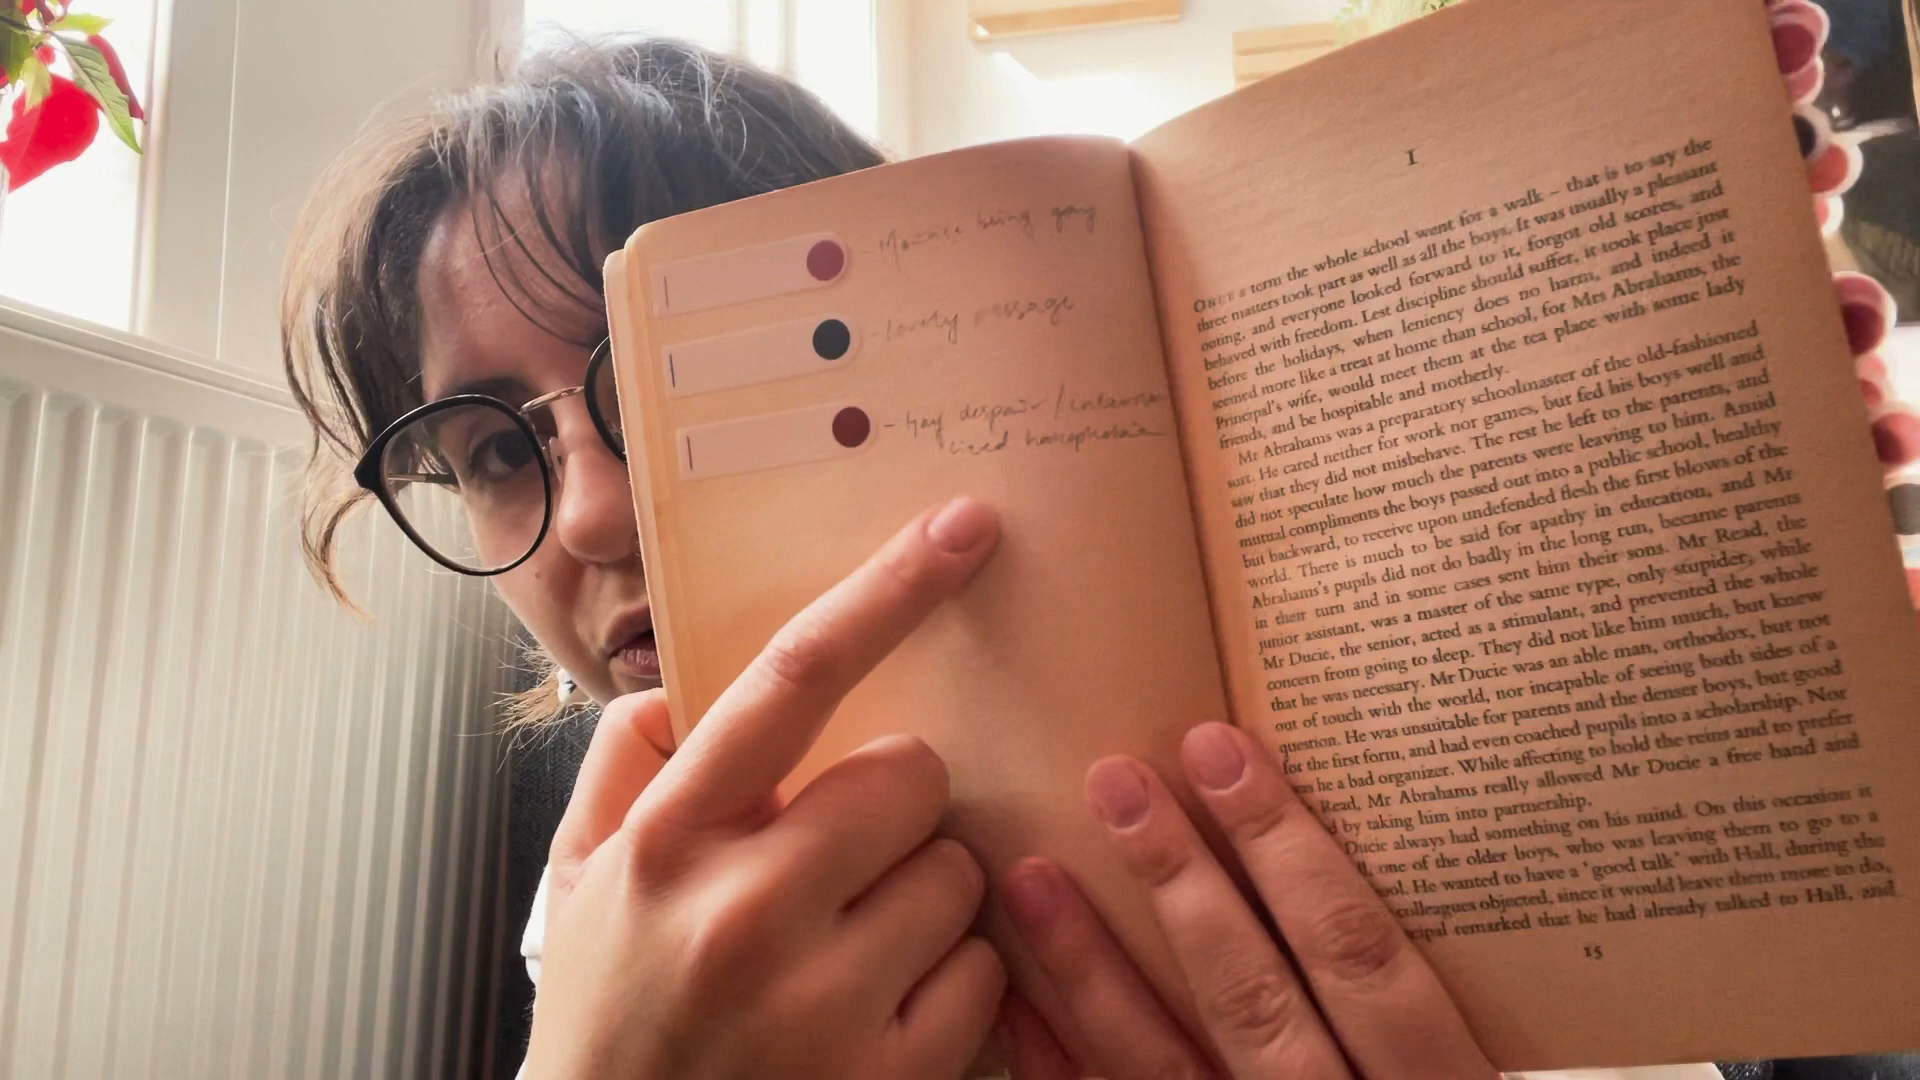 - Maurice being gay
- lovely passage
- gay despair / internal-
ised homophobia
I
ONCE a term the whole school went for a walk – that is to say the
three masters took part as well as all the boys. It was usually a pleasant
outing, and everyone looked forward to it, forgot old scores, and
behaved with freedom. Lest discipline should suffer, it took place just
before the holidays, when leniency does no harm, and indeed it
seemed more like a treat at home than school, for Mrs Abrahams, the
Principal's wife, would meet them at the tea place with some lady
friends, and be hospitable and motherly.
Mr Abrahams was a preparatory schoolmaster of the old-fashioned
sort. He cared neither for work nor games, but fed his boys well and
saw that they did not misbehave. The rest he left to the parents, and
did not speculate how much the parents were leaving to him. Amid
mutual compliments the boys passed out into a public school, healthy
but backward, to receive upon undefended flesh the first blows of the
world. There is much to be said for apathy in education, and Mr
Abrahams's pupils did not do badly in the long run, became parents
in their turn and in some cases sent him their sons. Mr Read, the
junior assistant, was a master of the same type, only stupider, while
Mr Ducie, the senior, acted as a stimulant, and prevented the whole
concern from going to sleep. They did not like him much, but knew
that he was necessary. Mr Ducie was an able man, orthodox, but not
out of touch with the world, nor incapable of seeing both sides of a
question. He was unsuitable for parents and the denser boys, but good
for the first form, and had even coached pupils into a scholarship. Nor
was he a bad organizer. While affecting to hold the reins and to prefer
Read, Mr Abrahams really allowed Mr Ducie a free hand and
d by taking him into partnership.
Ducie always had something on his mind. On this occasion it
ll, one of the older boys, who was leaving them to go to a
ool. He wanted to have a 'good talk' with Hall, during the
colleagues objected, since it would leave them more to do,
cipal remarked that he had already talked to Hall, and
15